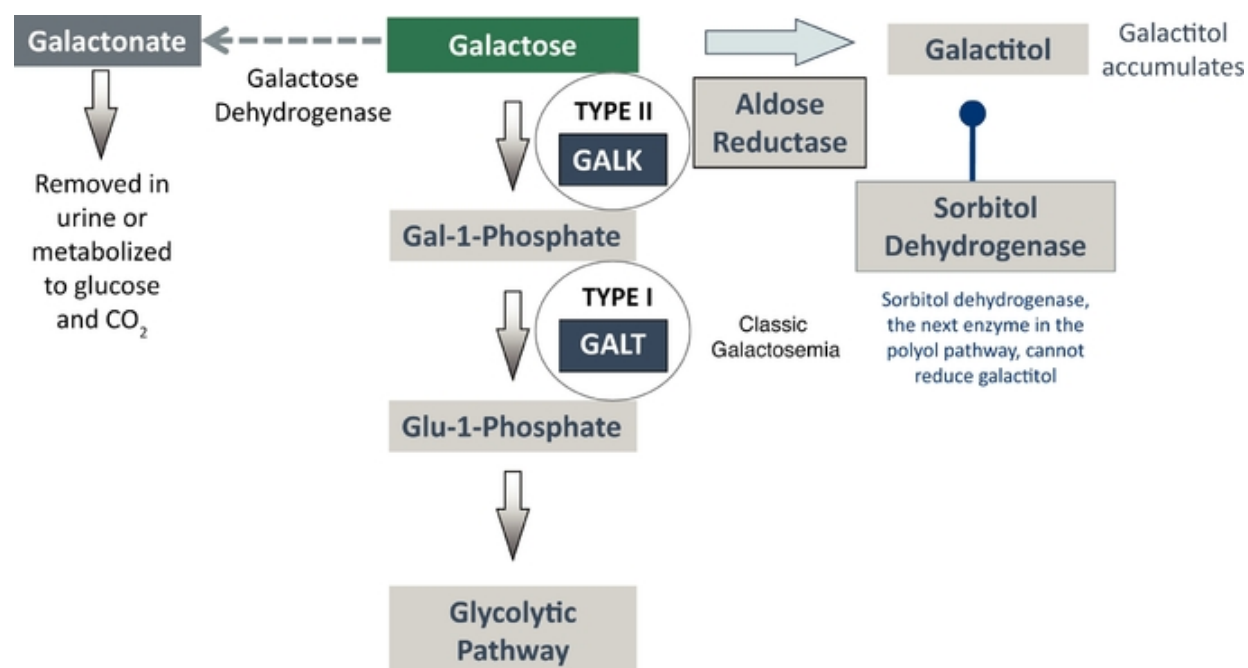 Galactonate
Galactose
Galactitol
Galactitol
accumulates
Galactose
Dehydrogenase
TYPE II
GALK
Aldose
Reductase
Removed in
urine or
metabolized
to glucose
and CO₂
Gal-1-Phosphate
Sorbitol
Dehydrogenase
TYPE I
GALT
Classic
Galactosemia
Sorbitol dehydrogenase,
the next enzyme in the
polyol pathway, cannot
reduce galactitol
Glu-1-Phosphate
Glycolytic
Pathway